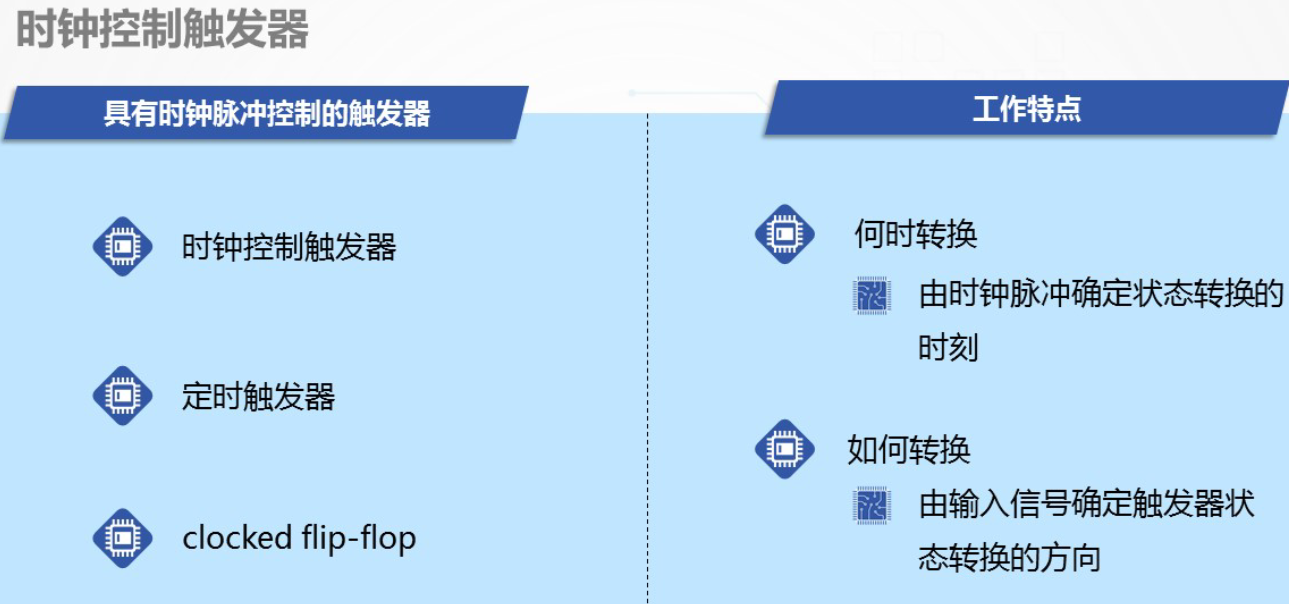 时钟控制触发器
具有时钟脉冲控制的触发器
时钟控制触发器
定时触发器
clocked flip-flop
工作特点
何时转换
由时钟脉冲确定状态转换的
时刻
如何转换
由输入信号确定触发器状
态转换的方向